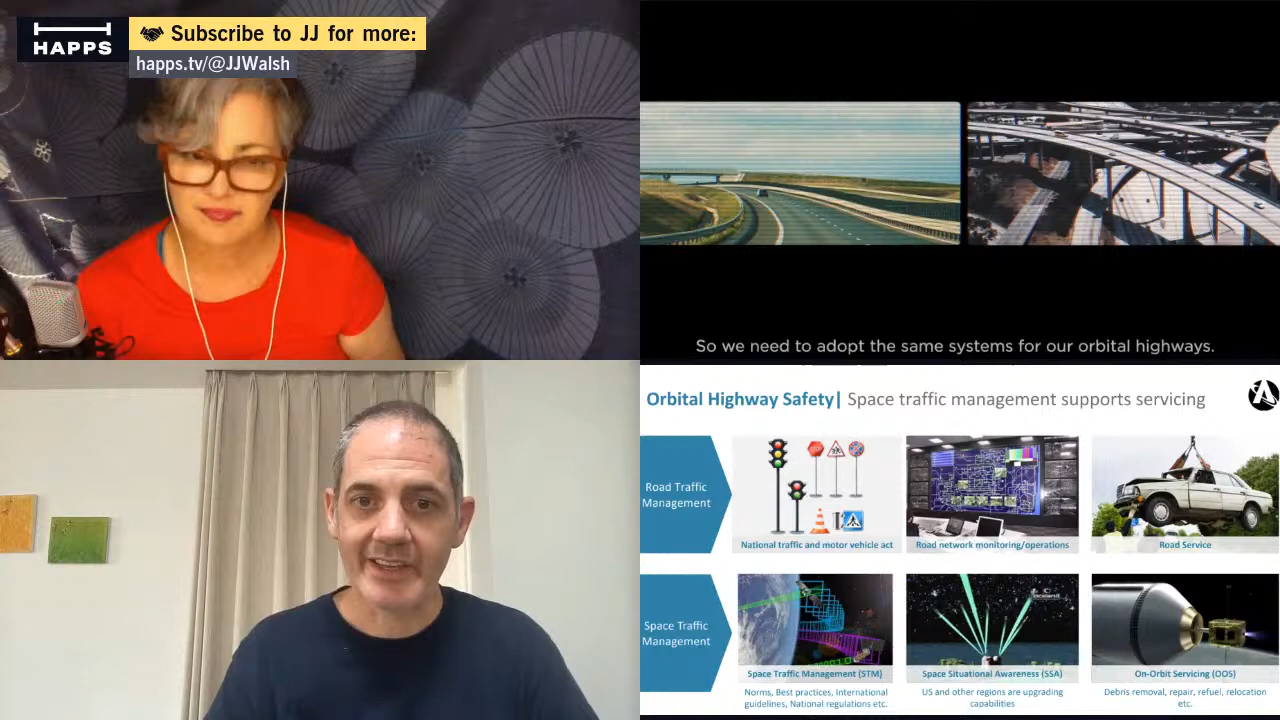 HAPPS
Subscribe to JJ for more:
happs.tv/@JJWalsh
So we need to adopt the same systems for our orbital highways.
Orbital Highway Safety| Space traffic management supports servicing
Road Traffic
Management
National traffic and motor vehicle act
Road network monitoring/operations
Road Service
Space Traffic
Management
Space Traffic Management (STM)
Space Situational Awareness (SSA)
On-Orbit Servicing (OOS)
Norms, Best practices, International
guidelines, National regulations etc.
US and other regions are upgrading
capabilities
Debris removal, repair, refuel, relocation
etc.